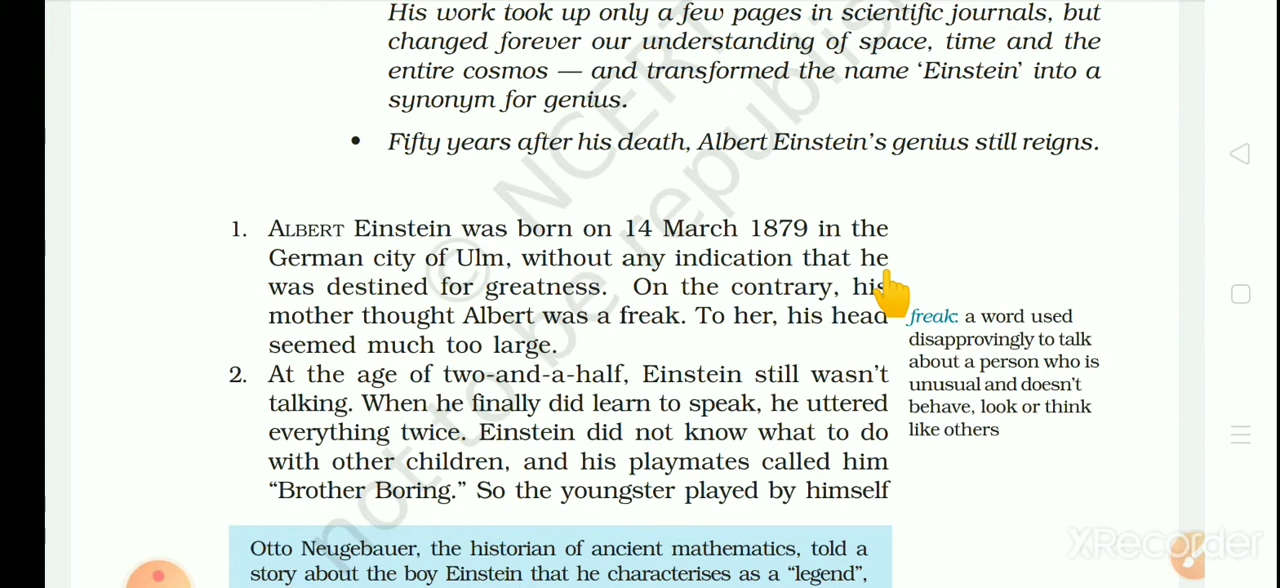 His work took up only a few pages in scientific journals, but
changed forever our understanding of space, time and the
entire cosmos — and transformed the name ‘Einstein’ into a
synonym for genius.
• Fifty years after his death, Albert Einstein’s genius still reigns.
1. ALBERT Einstein was born on 14 March 1879 in the
German city of Ulm, without any indication that he
was destined for greatness. On the contrary, his
mother thought Albert was a freak. To her, his head
seemed much too large.
2. At the age of two-and-a-half, Einstein still wasn’t
talking. When he finally did learn to speak, he uttered
everything twice. Einstein did not know what to do
with other children, and his playmates called him
“Brother Boring.” So the youngster played by himself
freak: a word used
disapprovingly to talk
about a person who is
unusual and doesn’t
behave, look or think
like others
Otto Neugebauer, the historian of ancient mathematics, told a
story about the boy Einstein that he characterises as a “legend”,
© NCERT
not to be republish
XRecorder